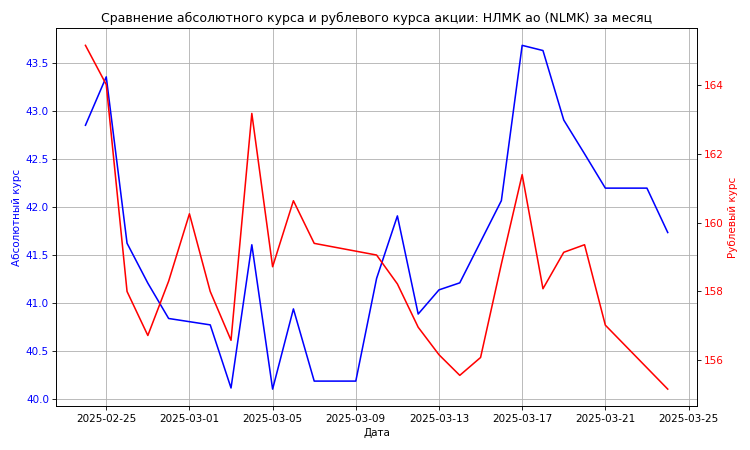 Сравнение абсолютного курса и рублевого курса акции: НЛМК ао (NLMK) за месяц
Абсолютный курс
43.5
43.0
42.5
42.0
41.5
41.0
40.5
40.0
164
162
160
158
156
Рублевый курс
2025-02-25 2025-03-01 2025-03-05 2025-03-09 2025-03-13 2025-03-17 2025-03-21 2025-03-25
Дата